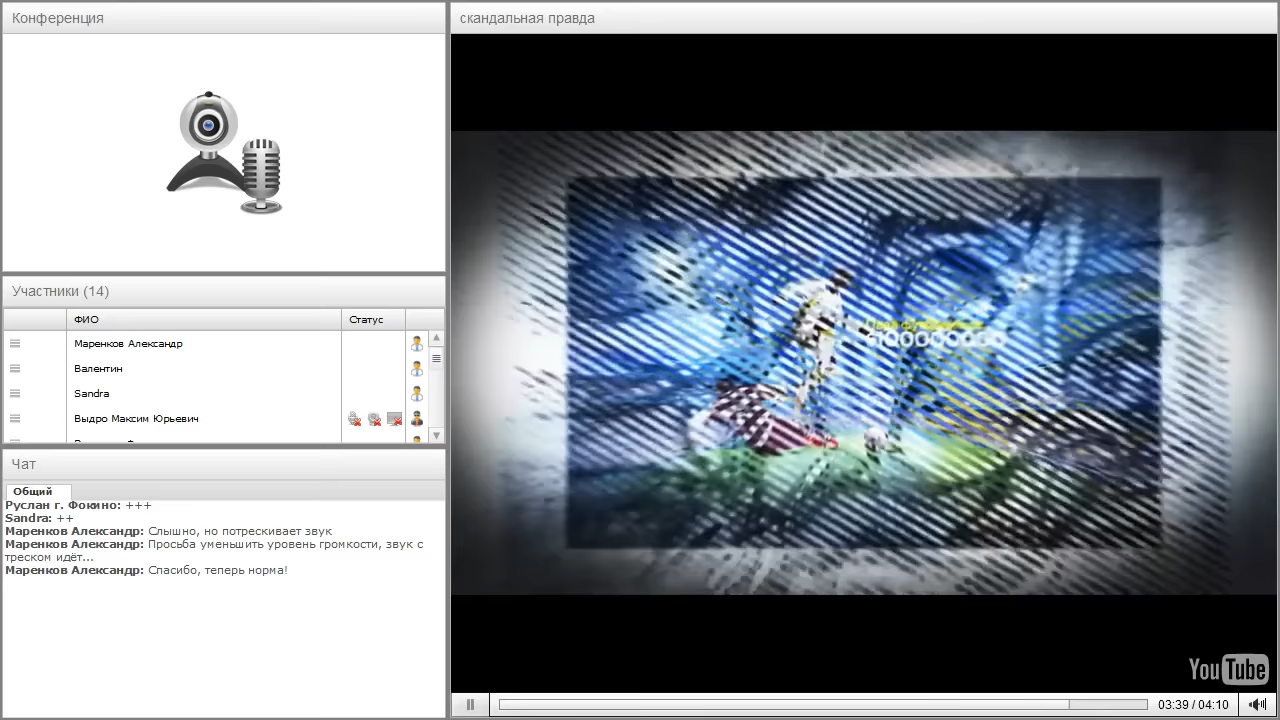 Конференция
скандальная правда
Участники (14)
ФИО
Статус
Маренков Александр
Валентин
Sandra
Выдро Максим Юрьевич
Чат
Общий
Руслан г. Фокино: +++
Sandra: ++
Маренков Александр: Слышно, но потрескивает звук
Маренков Александр: Просьба уменьшить уровень громкости, звук с
треском идёт...
Маренков Александр: Спасибо, теперь норма!
YouTube
03:39 / 04:10